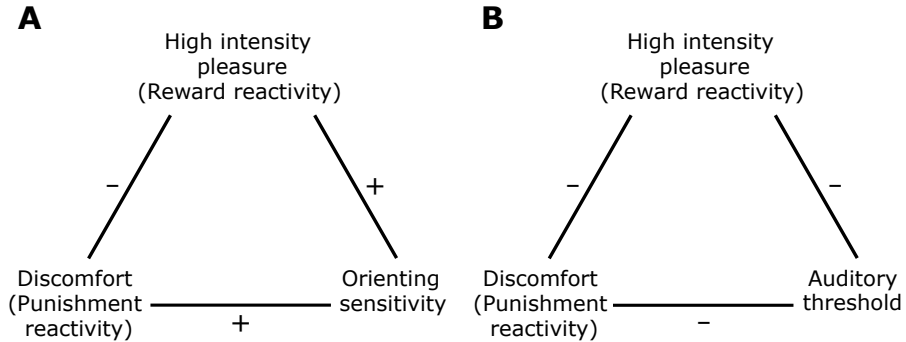 A
High intensity
pleasure
(Reward reactivity)
–
+
Discomfort
(Punishment
reactivity)
Orienting
sensitivity
+
B
High intensity
pleasure
(Reward reactivity)
–
–
Discomfort
(Punishment
reactivity)
Auditory
threshold
–